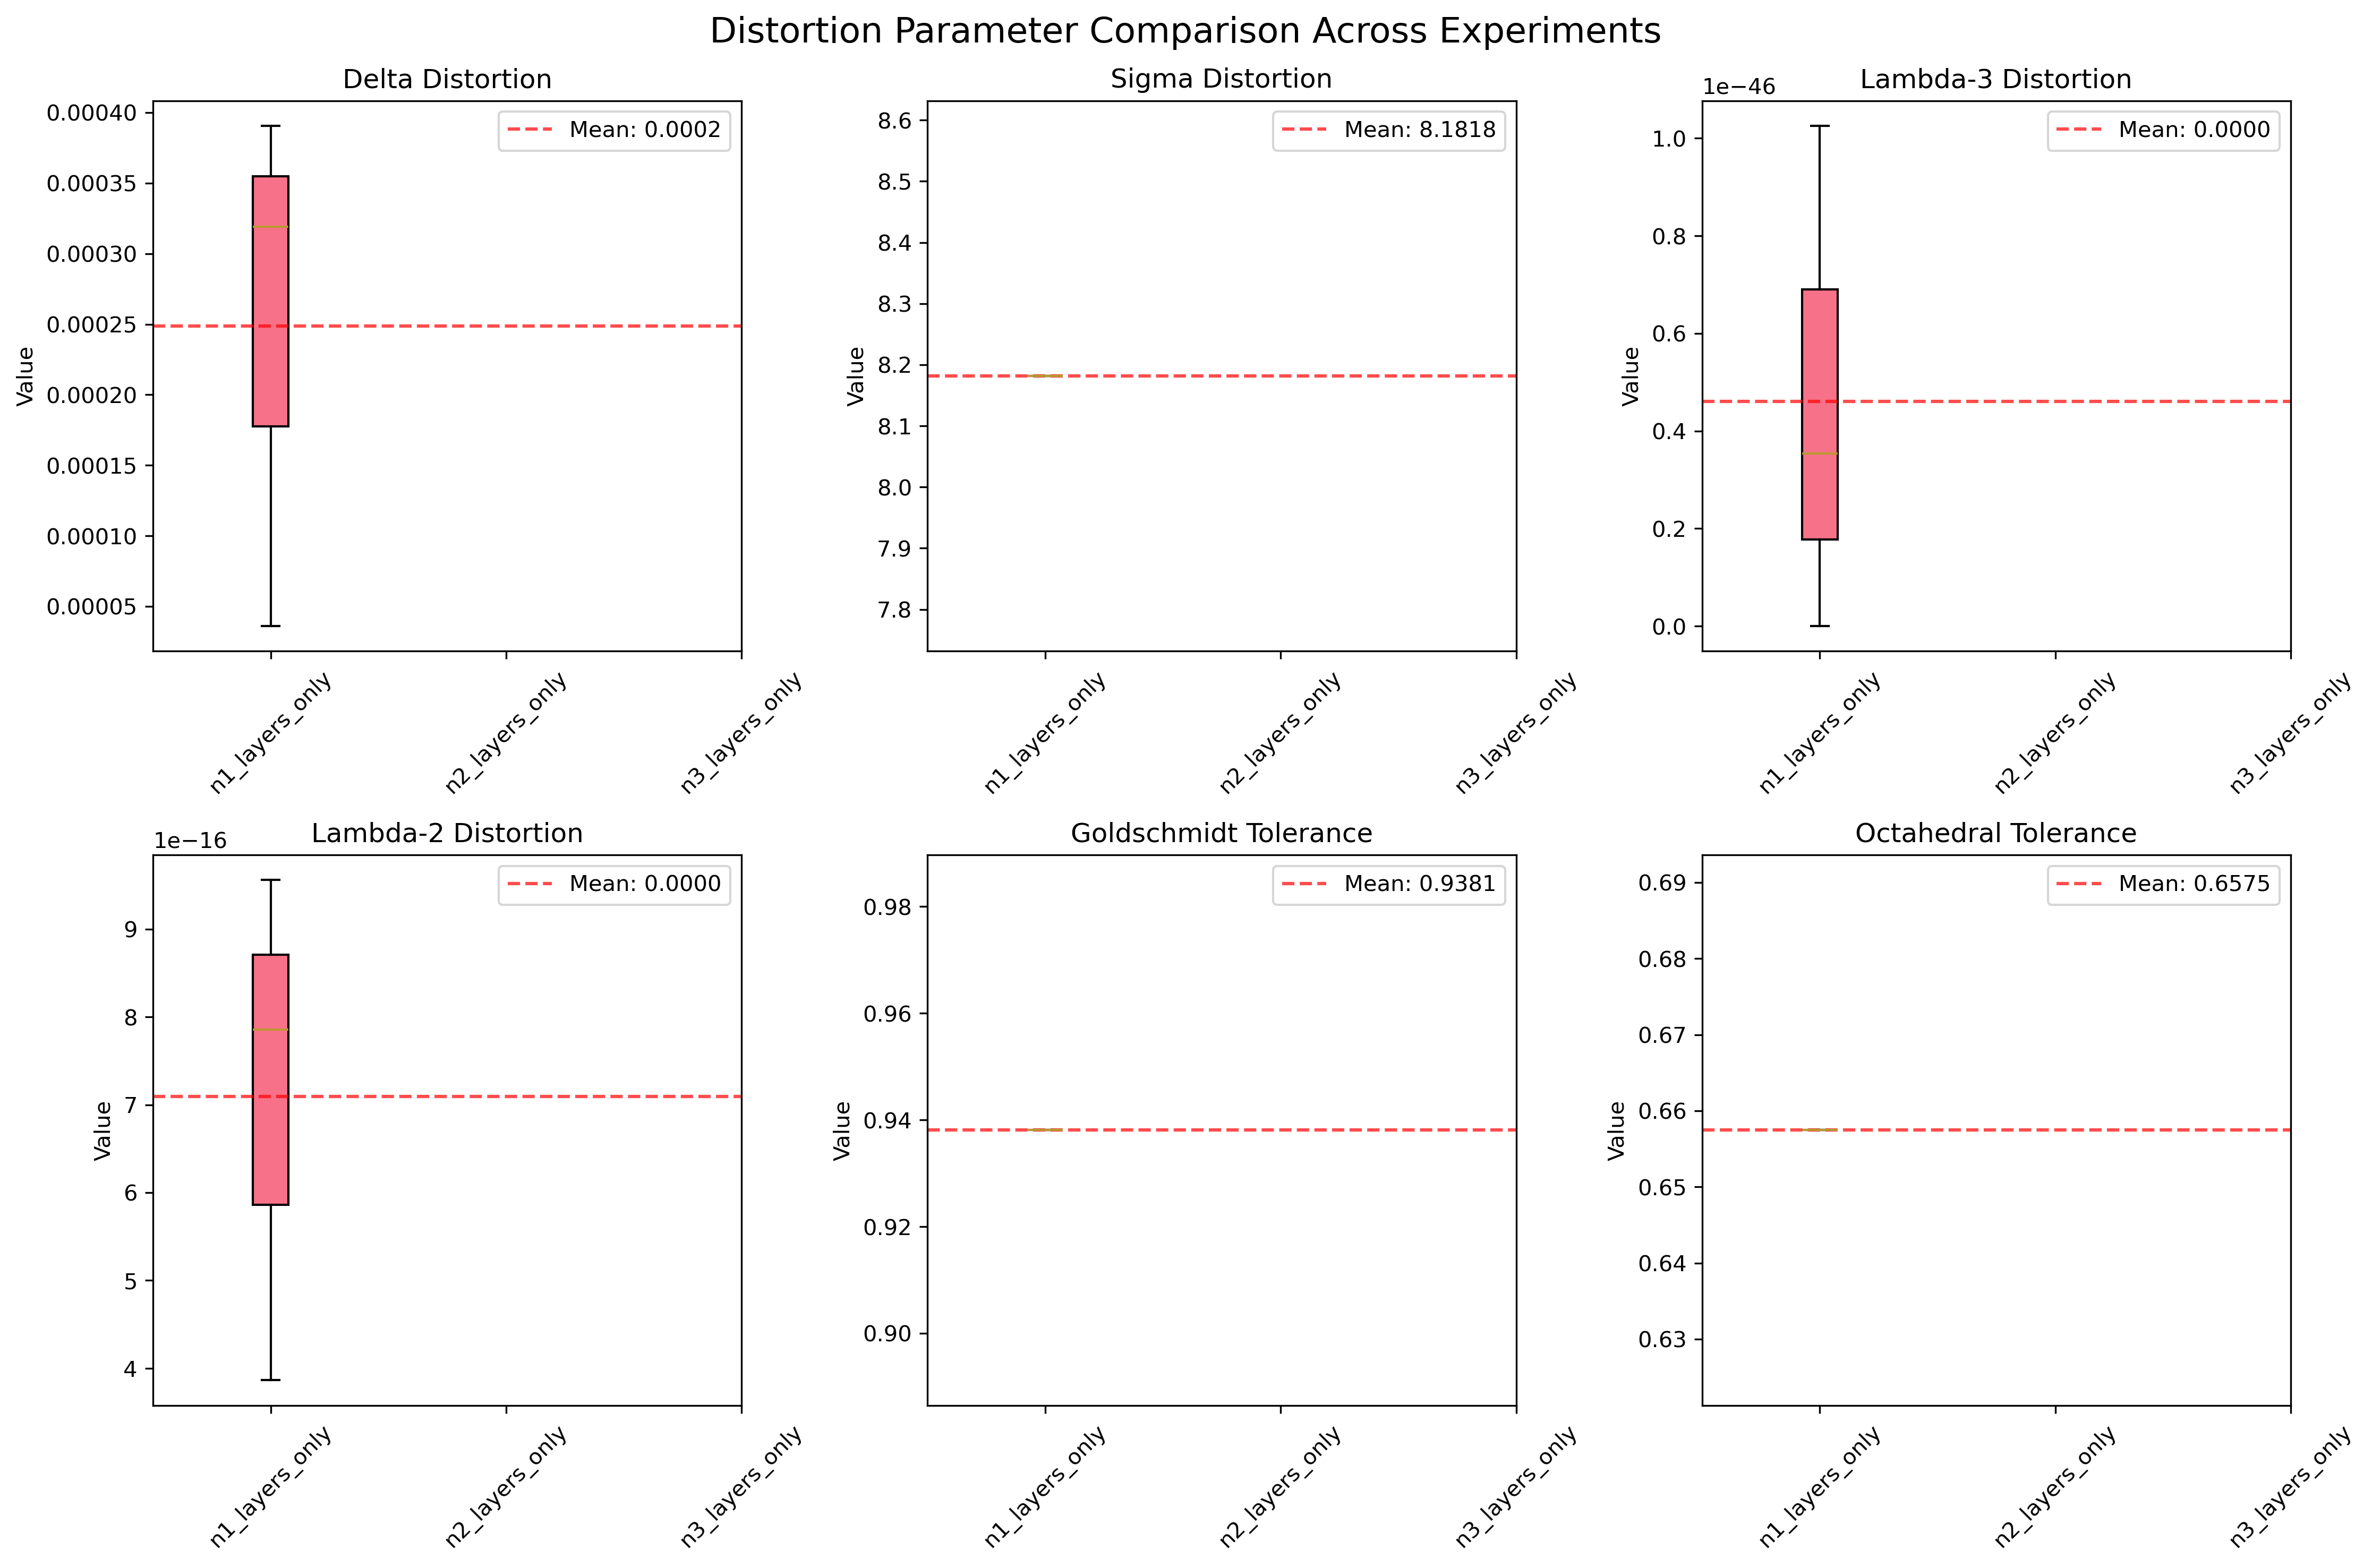 Distortion Parameter Comparison Across Experiments
Delta Distortion
Value
0.00040
0.00035
0.00030
0.00025
0.00020
0.00015
0.00010
0.00005
Mean: 0.0002
n1_layers_only
n2_layers_only
n3_layers_only
Sigma Distortion
Value
8.6
8.5
8.4
8.3
8.2
8.1
8.0
7.9
7.8
Mean: 8.1818
n1_layers_only
n2_layers_only
n3_layers_only
Lambda-3 Distortion
1e−46
Value
1.0
0.8
0.6
0.4
0.2
0.0
Mean: 0.0000
n1_layers_only
n2_layers_only
n3_layers_only
Lambda-2 Distortion
1e−16
Value
9
8
7
6
5
4
Mean: 0.0000
n1_layers_only
n2_layers_only
n3_layers_only
Goldschmidt Tolerance
Value
0.98
0.96
0.94
0.92
0.90
Mean: 0.9381
n1_layers_only
n2_layers_only
n3_layers_only
Octahedral Tolerance
Value
0.69
0.68
0.67
0.66
0.65
0.64
0.63
Mean: 0.6575
n1_layers_only
n2_layers_only
n3_layers_only